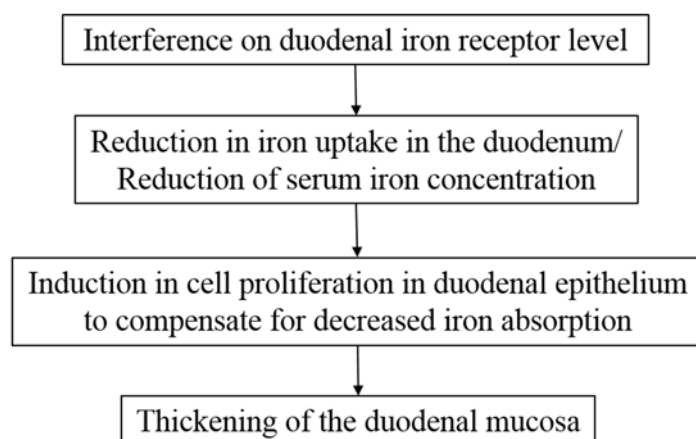 Interference on duodenal iron receptor level
Reduction in iron uptake in the duodenum/
Reduction of serum iron concentration
Induction in cell proliferation in duodenal epithelium
to compensate for decreased iron absorption
Thickening of the duodenal mucosa